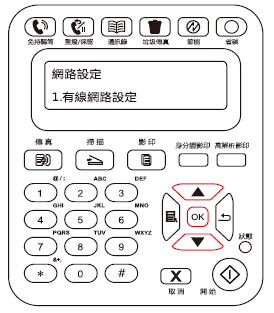 免持聽筒 重撥/保留 通訊錄 垃圾傳真 節能 音頻
網路設定
1.有線網路設定
傳真 掃描 影印 身分證影印 高解析影印
@/: ABC DEF
1 2 3
GHI JKL MNO
4 5 6 OK
PQRS TUV WXYZ
7 8 9 狀態
&+,
* 0 # X
取消 開始